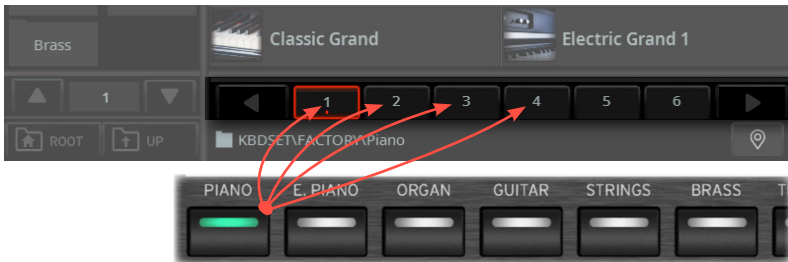 Brass
Classic Grand
Electric Grand 1
1
1 2 3 4 5 6
ROOT
UP
KBDSET\FACTORY\Piano
PIANO E. PIANO ORGAN GUITAR STRINGS BRASS